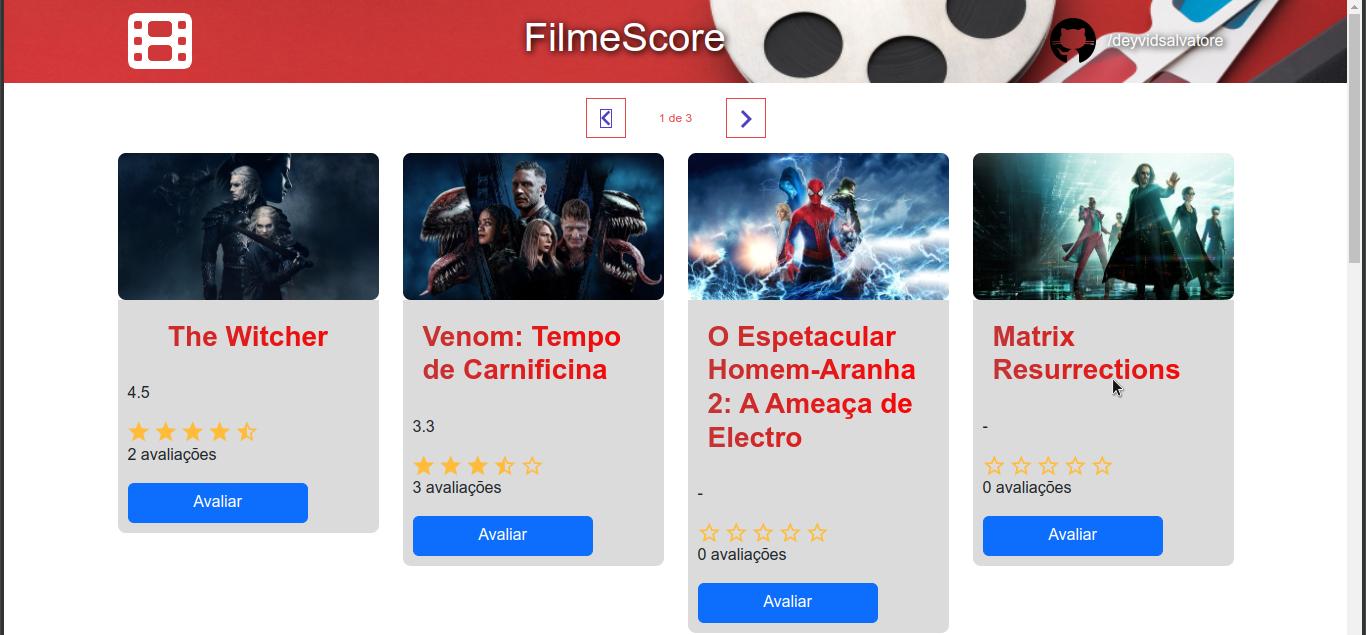 FilmeScore
/deyvidsalvatore
1 de 3
The Witcher
4.5
2 avaliações
Avaliar
Venom: Tempo
de Carnificina
3.3
3 avaliações
Avaliar
O Espetacular
Homem-Aranha
2: A Ameaça de
Electro
-
0 avaliações
Avaliar
Matrix
Resurrections
-
0 avaliações
Avaliar